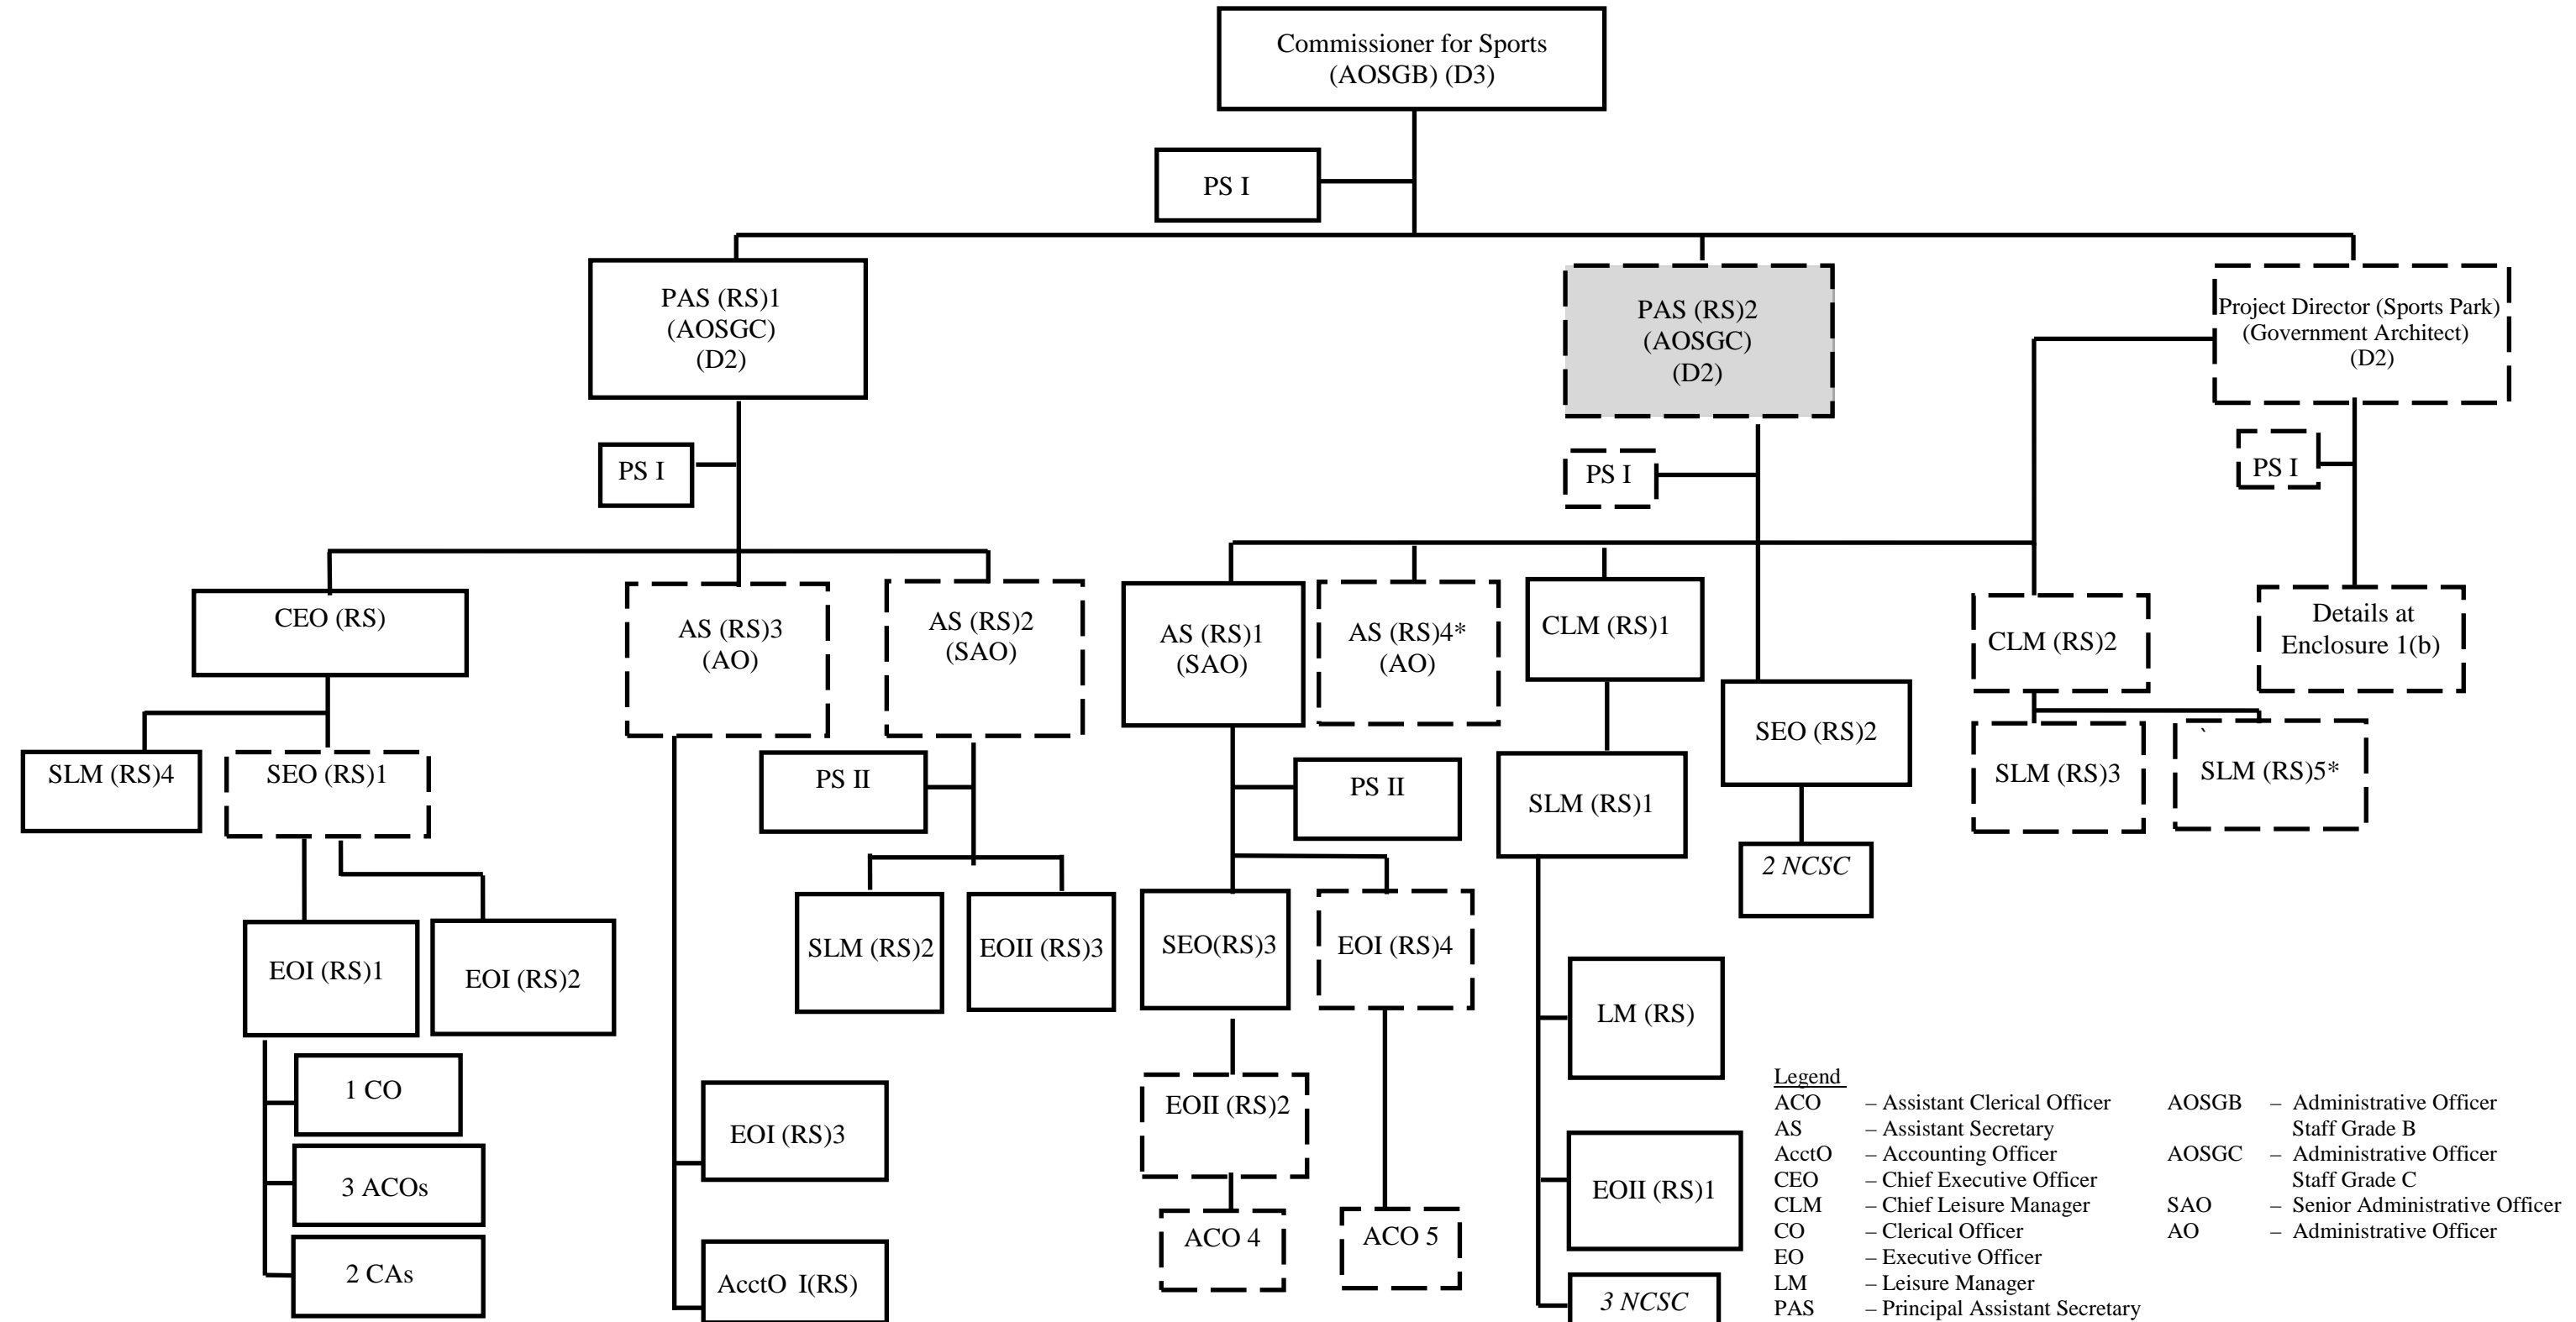 Commissioner for Sports
(AOSGB) (D3)
PS I
PAS (RS)1
(AOSGC)
(D2)
PAS (RS)2
(AOSGC)
(D2)
Project Director (Sports Park)
(Government Architect)
(D2)
PS I
PS I
PS I
CEO (RS)
AS (RS)3
(AO)
AS (RS)2
(SAO)
AS (RS)1
(SAO)
AS (RS)4*
(AO)
CLM (RS)1
SEO (RS)2
CLM (RS)2
Details at
Enclosure 1(b)
SLM (RS)4
SEO (RS)1
PS II
PS II
SLM (RS)1
2 NCSC
SLM (RS)3
`
SLM (RS)5*
EOI (RS)1
EOI (RS)2
SLM (RS)2
EOII (RS)3
SEO(RS)3
EOI (RS)4
LM (RS)
1 CO
3 ACOs
2 CAs
EOI (RS)3
AcctO I(RS)
EOII (RS)2
ACO 4
ACO 5
EOII (RS)1
3 NCSC
Legend
ACO – Assistant Clerical Officer
AS – Assistant Secretary
AcctO – Accounting Officer
CEO – Chief Executive Officer
CLM – Chief Leisure Manager
CO – Clerical Officer
EO – Executive Officer
LM – Leisure Manager
PAS – Principal Assistant Secretary
AOSGB – Administrative Officer
Staff Grade B
AOSGC – Administrative Officer
Staff Grade C
SAO – Senior Administrative Officer
AO – Administrative Officer